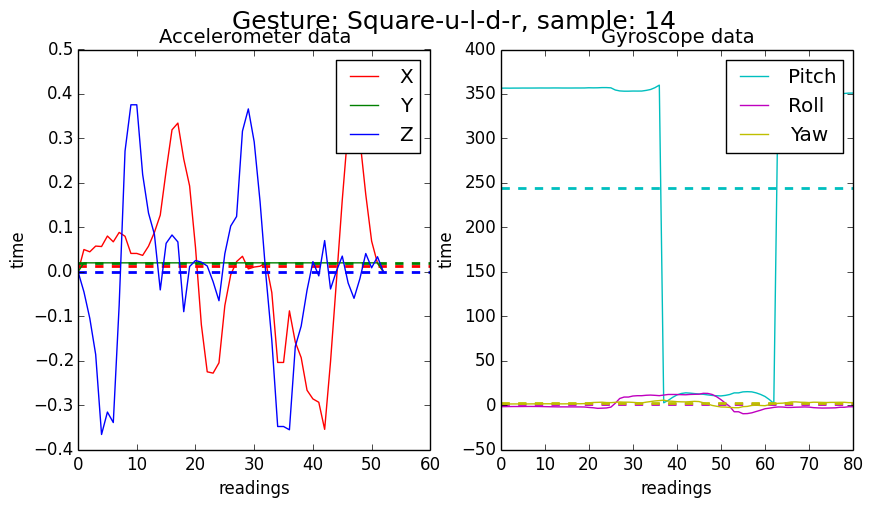 Gesture: Square-u-l-d-r, sample: 14
Accelerometer data
0.5
0.4
0.3
0.2
0.1
0.0
−0.1
−0.2
−0.3
−0.4
0 10 20 30 40 50 60
time
readings
X
Y
Z
Gyroscope data
400
350
300
250
200
150
100
50
0
−50
0 10 20 30 40 50 60 70 80
time
readings
Pitch
Roll
Yaw